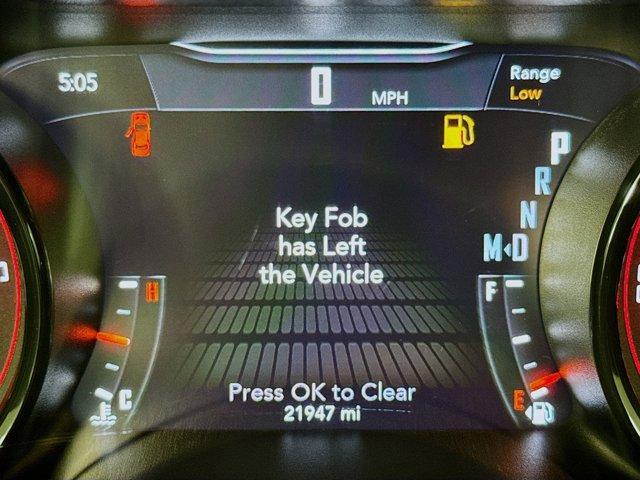 5:05
0 MPH
Range
Low
P
R
N
M D
Key Fob
has Left
the Vehicle
H
F
C
E
Press OK to Clear
21947 mi